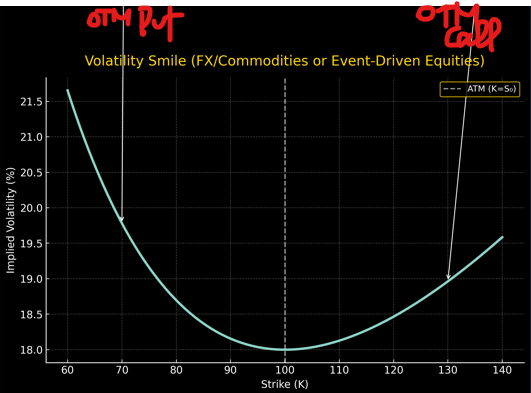 OTM Put
OTM
Call
Volatility Smile (FX/Commodities or Event-Driven Equities)
ATM (K=S₀)
Implied Volatility (%)
21.5
21.0
20.5
20.0
19.5
19.0
18.5
18.0
60 70 80 90 100 110 120 130 140
Strike (K)